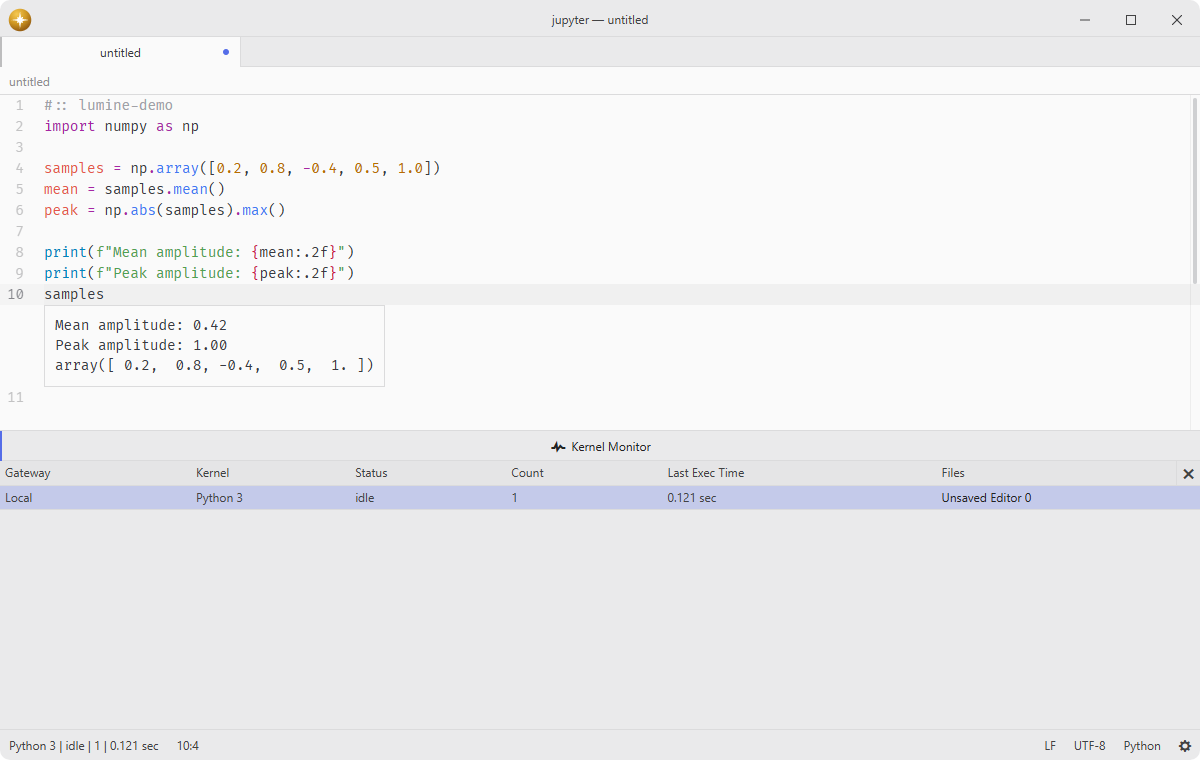 jupyter — untitled
untitled
untitled
1 #:: lumine-demo
2 import numpy as np
3
4 samples = np.array([0.2, 0.8, -0.4, 0.5, 1.0])
5 mean = samples.mean()
6 peak = np.abs(samples).max()
7
8 print(f"Mean amplitude: {mean:.2f}")
9 print(f"Peak amplitude: {peak:.2f}")
10 samples
Mean amplitude: 0.42
Peak amplitude: 1.00
array([ 0.2,  0.8, -0.4,  0.5,  1. ])
11
Kernel Monitor
Gateway Kernel Status Count Last Exec Time Files
Local Python 3 idle 1 0.121 sec Unsaved Editor 0
Python 3 | idle | 1 | 0.121 sec 10:4 LF UTF-8 Python